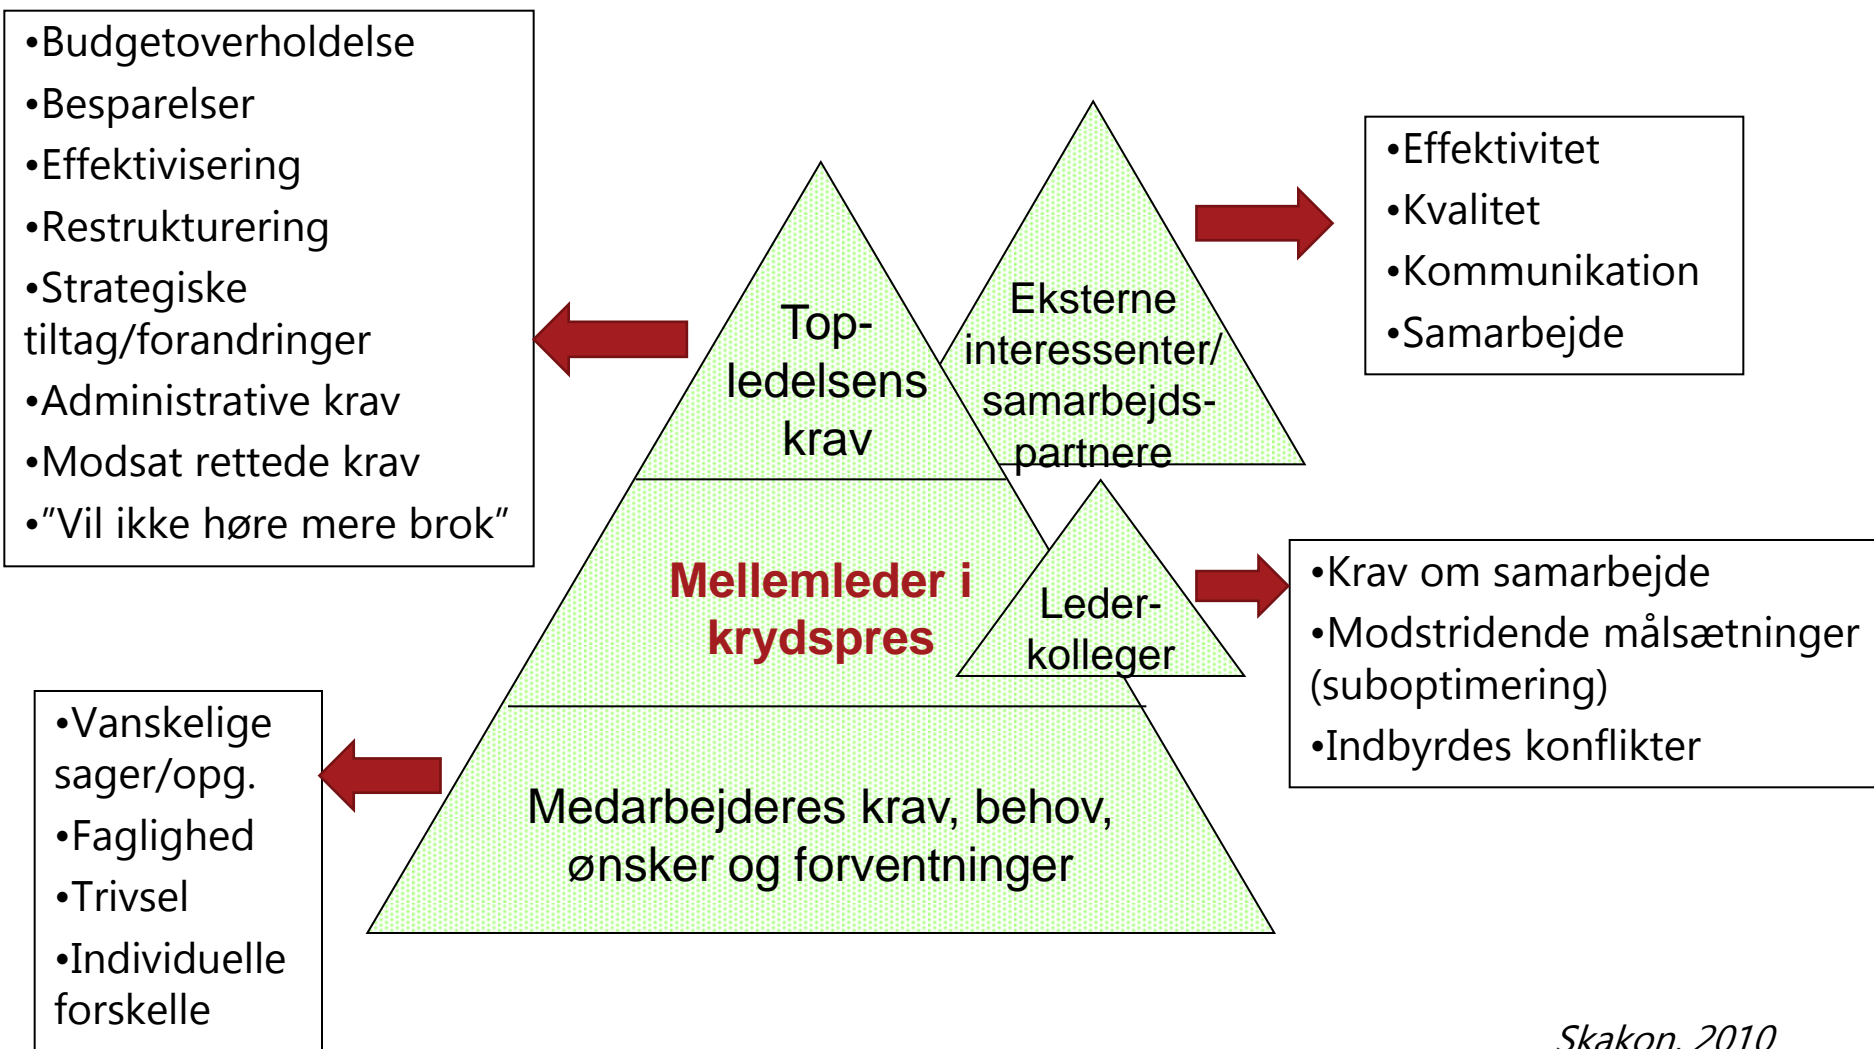 •Budgetoverholdelse
•Besparelser
•Effektivisering
•Restrukturering
•Strategiske
tiltag/forandringer
•Administrative krav
•Modsat rettede krav
•”Vil ikke høre mere brok”
Top-
ledelsens
krav
Eksterne
interessenter/
samarbejds-
partnere
•Effektivitet
•Kvalitet
•Kommunikation
•Samarbejde
Mellemleder i
krydspres
Leder-
kolleger
•Krav om samarbejde
•Modstridende målsætninger
(suboptimering)
•Indbyrdes konflikter
•Vanskelige
sager/opg.
•Faglighed
•Trivsel
•Individuelle
forskelle
Medarbejderes krav, behov,
ønsker og forventninger
Skakon, 2010